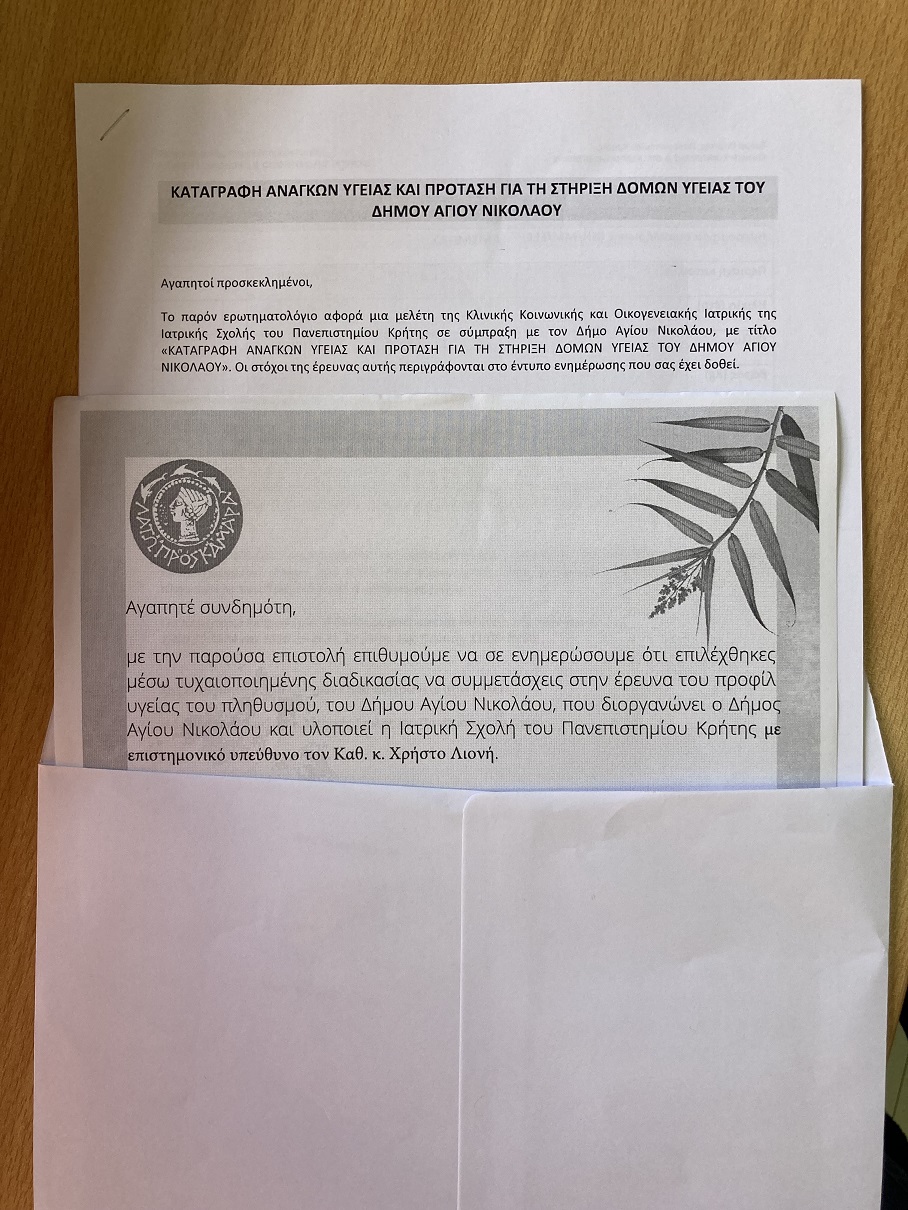 ΚΑΤΑΓΡΑΦΗ ΑΝΑΓΚΩΝ ΥΓΕΙΑΣ ΚΑΙ ΠΡΟΤΑΣΗ ΓΙΑ ΤΗ ΣΤΗΡΙΞΗ ΔΟΜΩΝ ΥΓΕΙΑΣ ΤΟΥ
ΔΗΜΟΥ ΑΓΙΟΥ ΝΙΚΟΛΑΟΥ
Αγαπητοί προσκεκλημένοι,
Το παρόν ερωτηματολόγιο αφορά μια μελέτη της Κλινικής Κοινωνικής και Οικογενειακής Ιατρικής της
Ιατρικής Σχολής του Πανεπιστημίου Κρήτης σε σύμπραξη με τον Δήμο Αγίου Νικολάου, με τίτλο
«ΚΑΤΑΓΡΑΦΗ ΑΝΑΓΚΩΝ ΥΓΕΙΑΣ ΚΑΙ ΠΡΟΤΑΣΗ ΓΙΑ ΤΗ ΣΤΗΡΙΞΗ ΔΟΜΩΝ ΥΓΕΙΑΣ ΤΟΥ ΔΗΜΟΥ ΑΓΙΟΥ
ΝΙΚΟΛΑΟΥ». Οι στόχοι της έρευνας αυτής περιγράφονται στο έντυπο ενημέρωσης που σας έχει δοθεί.
ΛΑΤΩ ΠΡΟΣ ΚΑΜΑΡΑ
Αγαπητέ συνδημότη,
με την παρούσα επιστολή επιθυμούμε να σε ενημερώσουμε ότι επιλέχθηκες
μέσω τυχαιοποιημένης διαδικασίας να συμμετάσχεις στην έρευνα του προφίλ
υγείας του πληθυσμού, του Δήμου Αγίου Νικολάου, που διοργανώνει ο Δήμος
Αγίου Νικολάου και υλοποιεί η Ιατρική Σχολή του Πανεπιστημίου Κρήτης με
επιστημονικό υπεύθυνο τον Καθ. κ. Χρήστο Λιονή.